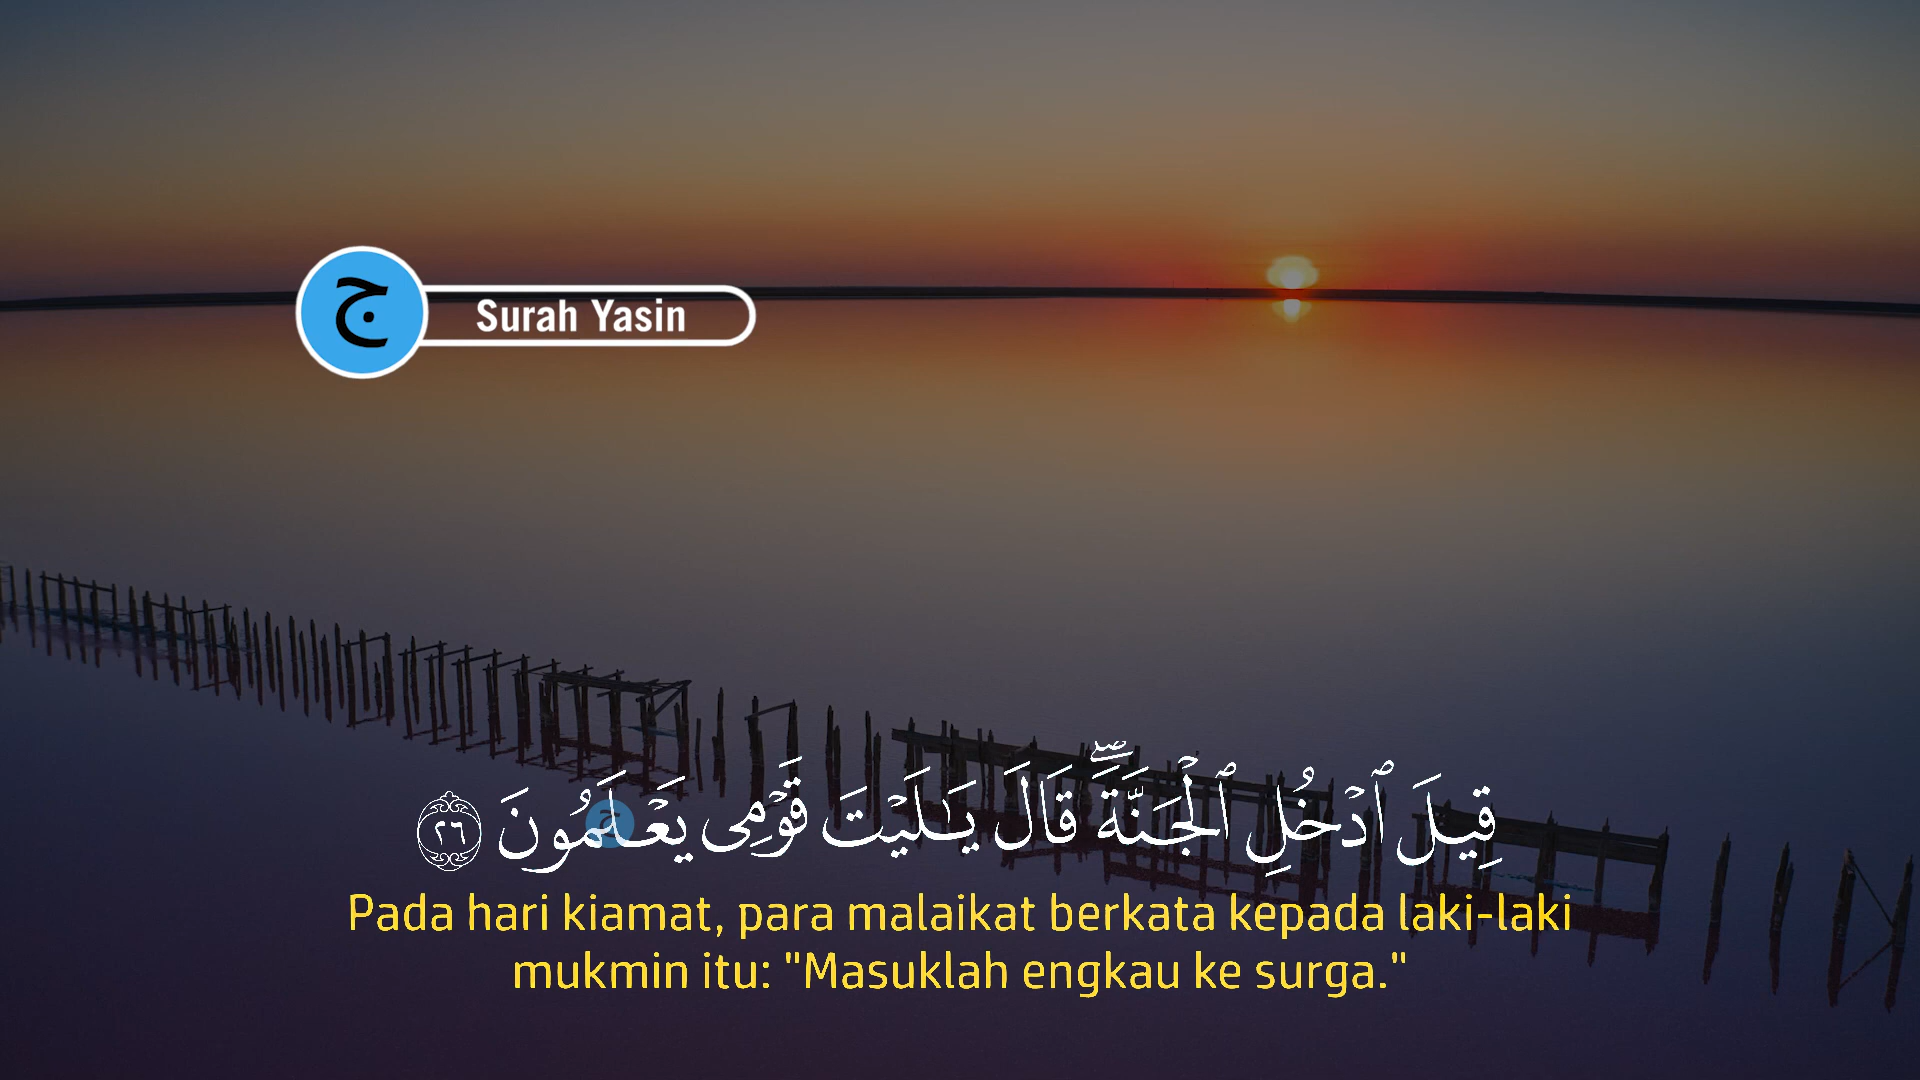 ج
Surah Yasin
قِيلَ ٱدْخُلِ ٱلْجَنَّةَ ۖ قَالَ يَـٰلَيْتَ قَوْمِى يَعْلَمُونَ ٢٦
ج
Pada hari kiamat, para malaikat berkata kepada laki-laki
mukmin itu: "Masuklah engkau ke surga."